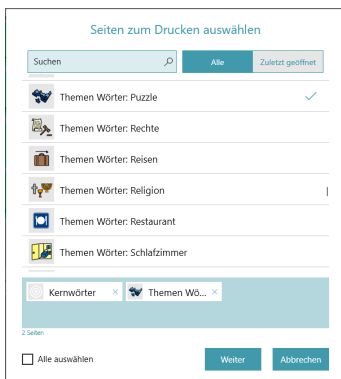 Seiten zum Drucken auswählen
Suchen
Alle
Zuletzt geöffnet
Themen Wörter: Puzzle
Themen Wörter: Rechte
Themen Wörter: Reisen
Themen Wörter: Religion
Themen Wörter: Restaurant
Themen Wörter: Schlafzimmer
Kernwörter × Themen Wö... ×
2 Seiten
Alle auswählen
Weiter
Abbrechen